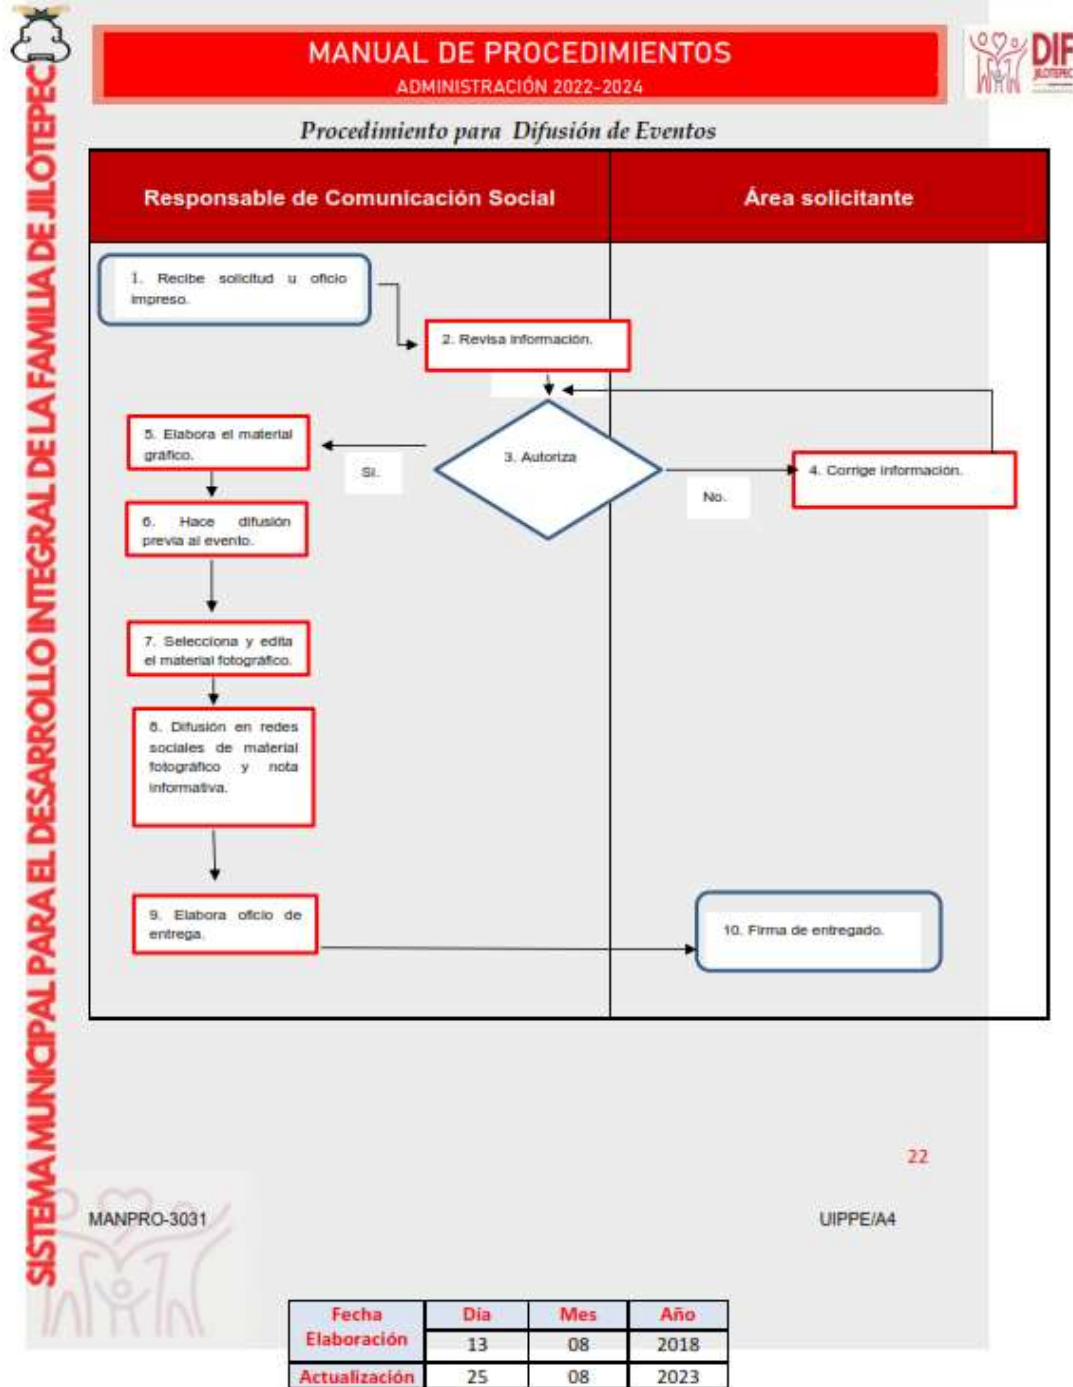 SISTEMA MUNICIPAL PARA EL DESARROLLO INTEGRAL DE LA FAMILIA DE JILOTEPEC
MANUAL DE PROCEDIMIENTOS
ADMINISTRACIÓN 2022-2024
DIF
JILOTEPEC
Procedimiento para Difusión de Eventos
Responsable de Comunicación Social
Área solicitante
1. Recibe solicitud u oficio
impreso.
2. Revisa información.
3. Autoriza
Si.
No.
4. Corrige información.
5. Elabora el material
gráfico.
6. Hace difusión
previa al evento.
7. Selecciona y edita
el material fotográfico.
8. Difusión en redes
sociales de material
fotográfico y nota
informativa.
9. Elabora oficio de
entrega.
10. Firma de entregado.
22
MANPRO-3031
UIPPE/A4
Fecha Día Mes Año
Elaboración 13 08 2018
Actualización 25 08 2023